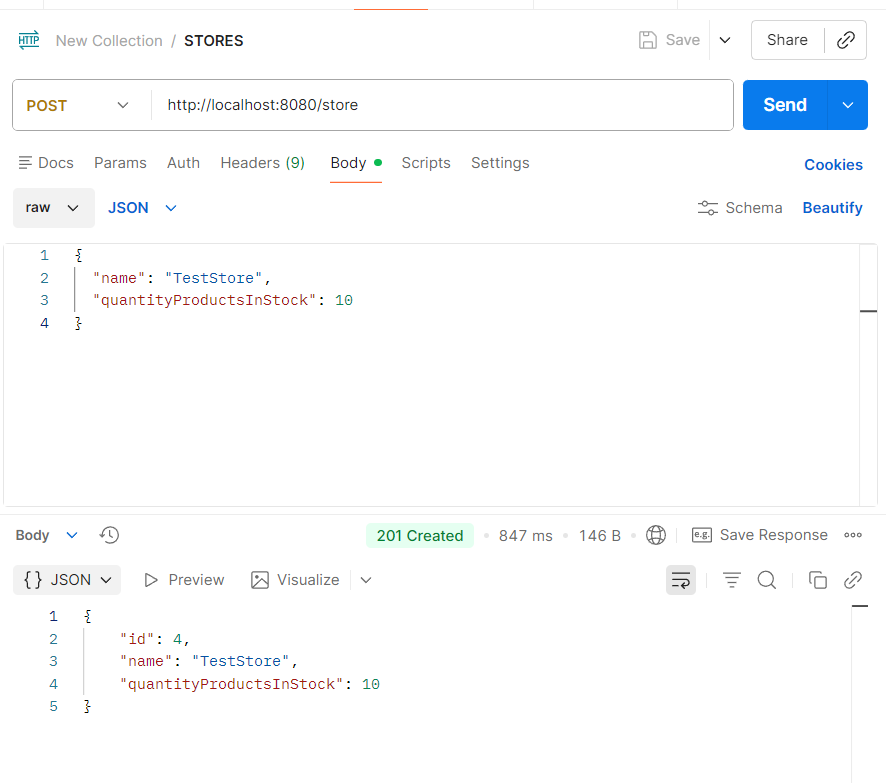 HTTP New Collection / STORES Save Share
POST http://localhost:8080/store Send
Docs Params Auth Headers (9) Body Scripts Settings Cookies
raw JSON Schema Beautify
1 {
2 "name": "TestStore",
3 "quantityProductsInStock": 10
4 }
Body 201 Created 847 ms 146 B e.g. Save Response
{} JSON Preview Visualize
1 {
2 "id": 4,
3 "name": "TestStore",
4 "quantityProductsInStock": 10
5 }